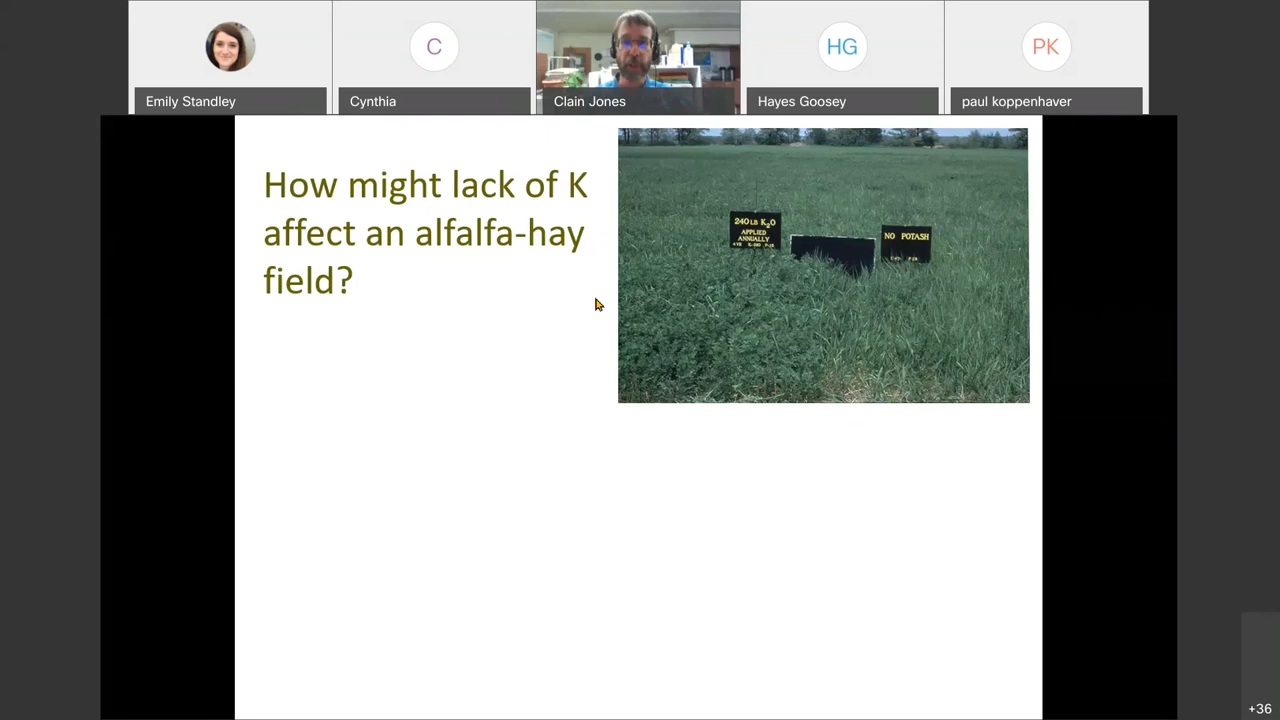 C
HG
PK
Emily Standley
Cynthia
Clain Jones
Hayes Goosey
paul koppenhaver
How might lack of K
affect an alfalfa-hay
field?
240 LB K2O
APPLIED
ANNUALLY
NO POTASH
+36